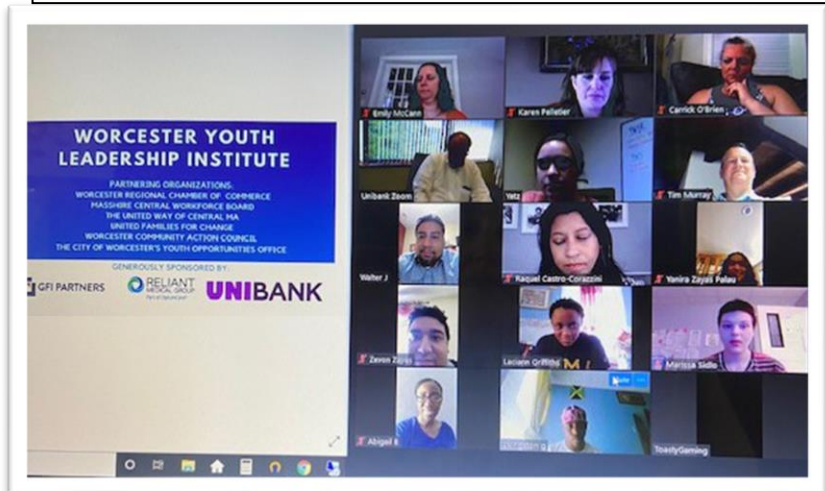 WORCESTER YOUTH
LEADERSHIP INSTITUTE
PARTNERING ORGANIZATIONS:
WORCESTER REGIONAL CHAMBER OF COMMERCE
MASSHIRE CENTRAL WORKFORCE BOARD
THE UNITED WAY OF CENTRAL MA
UNITED FAMILIES FOR CHANGE
WORCESTER COMMUNITY ACTION COUNCIL
THE CITY OF WORCESTER'S YOUTH OPPORTUNITIES OFFICE
GENEROUSLY SPONSORED BY:
GFI PARTNERS
RELIANT
MEDICAL GROUP
UNIBANK
Emily McCann
Karen Pelletier
Carrick O'Brien
Unibank Zoom
Yatz
Tim Murray
Walter J
Raquel Castro-Corazzini
Yanira Zayas Palau
Zevon Zayas
Laciann Griffiths
M
Marissa Sidlo
Abigail B
Mute
ToastyGaming